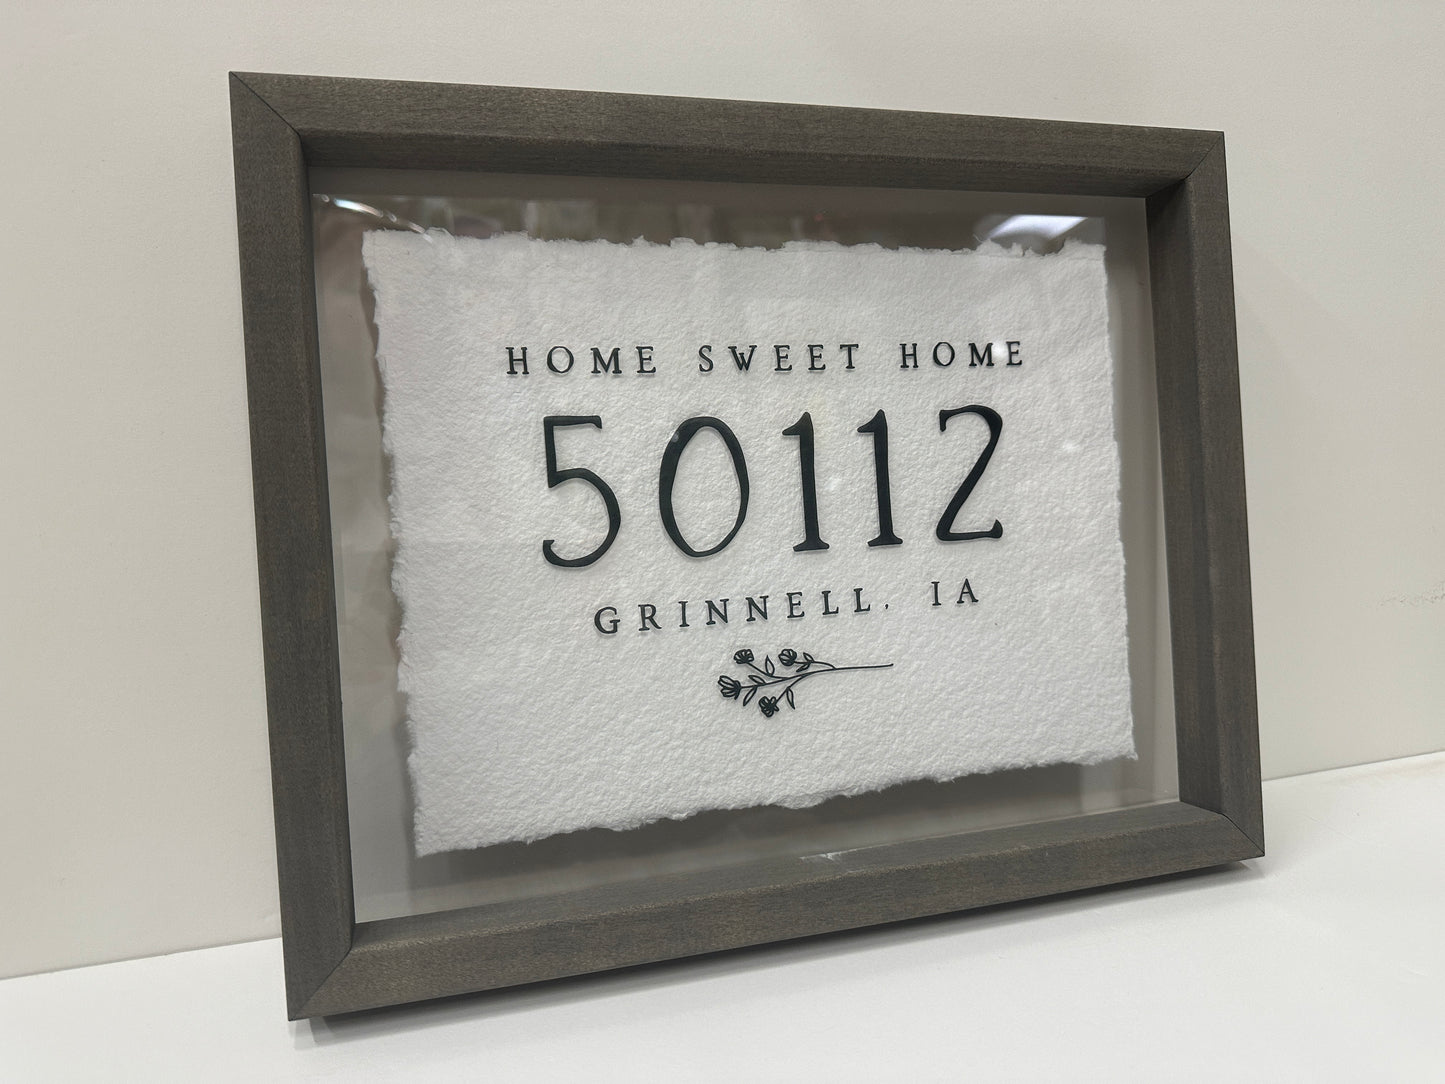 HOME SWEET HOME
50112
GRINNELL, IA